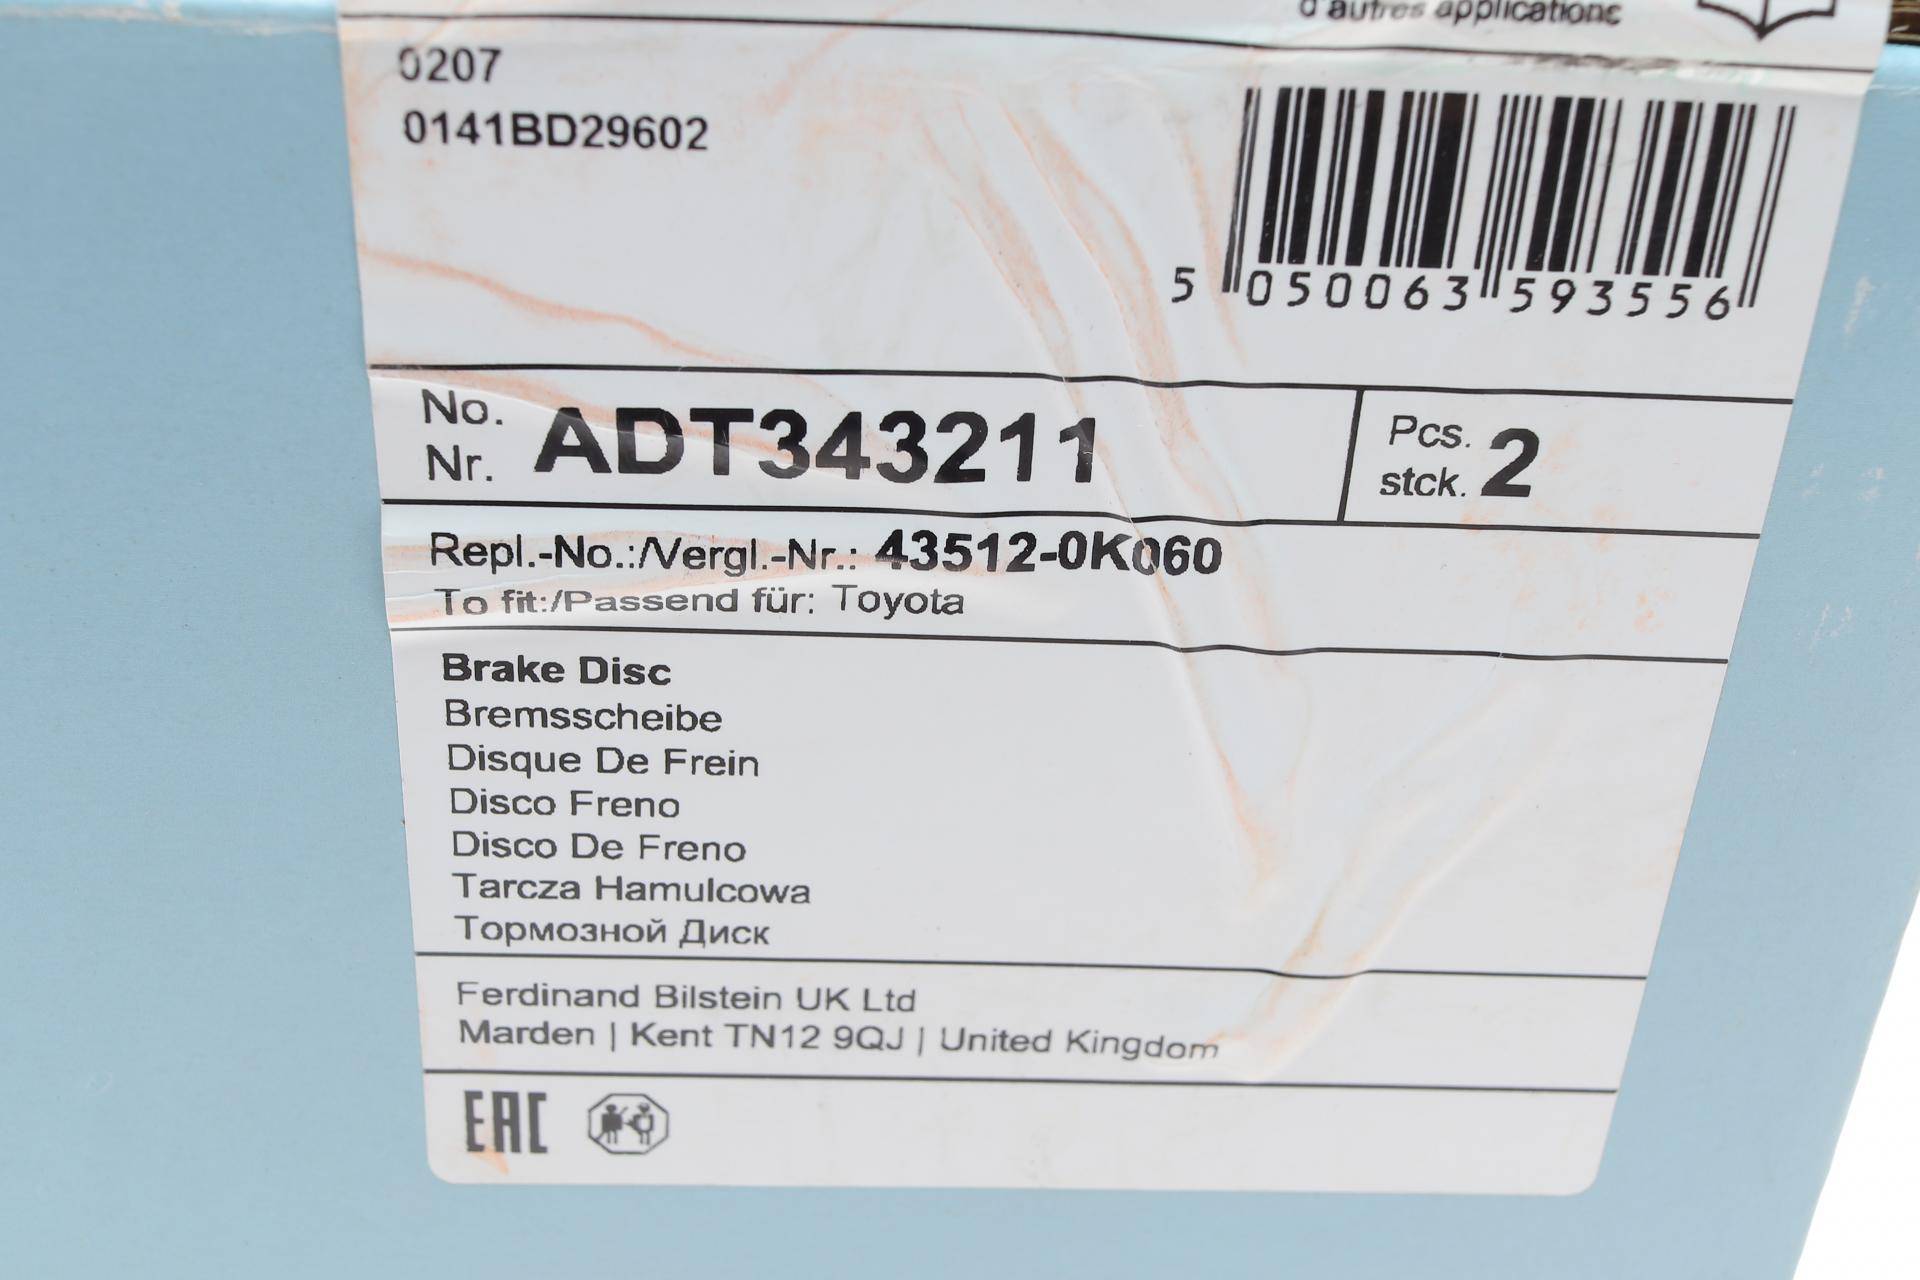 d'autres applications
0207
0141BD29602
5 050063 593556
No.
Nr. ADT343211
Pcs.
stck. 2
Repl.-No.:/Vergl.-Nr.: 43512-0K060
To fit:/Passend für: Toyota
Brake Disc
Bremsscheibe
Disque De Frein
Disco Freno
Disco De Freno
Tarcza Hamulcowa
Тормозной Диск
Ferdinand Bilstein UK Ltd
Marden | Kent TN12 9QJ | United Kingdom
EAC